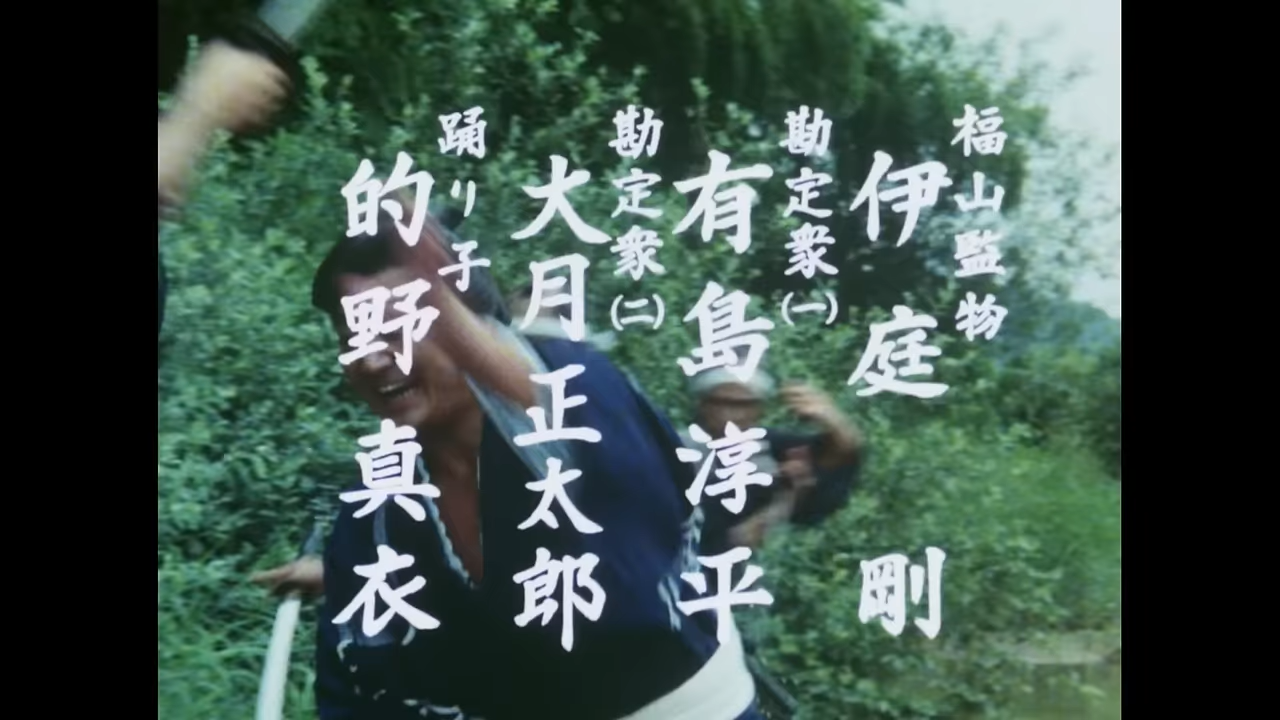 福山監物
伊庭剛
勘定衆㈠
有島淳平
勘定衆㈡
大月正太郎
踊り子
的野真衣